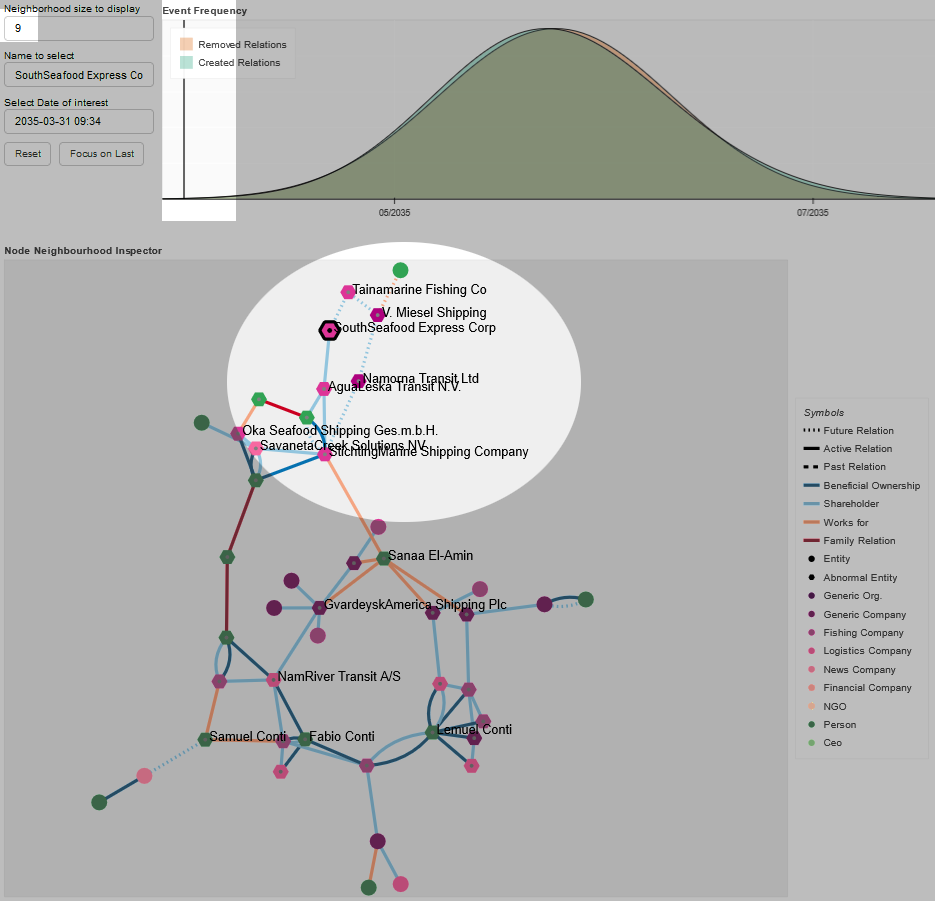 Neighborhood size to display
9
Name to select
SouthSeafood Express Co
Select Date of interest
2035-03-31 09:34
Reset
Focus on Last
Event Frequency
Removed Relations
Created Relations
05/2035
07/2035
Node Neighbourhood Inspector
Tainamarine Fishing Co
V. Miesel Shipping
SouthSeafood Express Corp
Namorna Transit Ltd
AguaLeska Transit N.V.
Oka Seafood Shipping Ges.m.b.H.
SavanetaCreek Solutions NV
StichtingMarine Shipping Company
Sanaa El-Amin
GvardeyskAmerica Shipping Plc
NamRiver Transit A/S
Samuel Conti
Fabio Conti
Lemuel Conti
Symbols
Future Relation
Active Relation
Past Relation
Beneficial Ownership
Shareholder
Works for
Family Relation
Entity
Abnormal Entity
Generic Org.
Generic Company
Fishing Company
Logistics Company
News Company
Financial Company
NGO
Person
Ceo